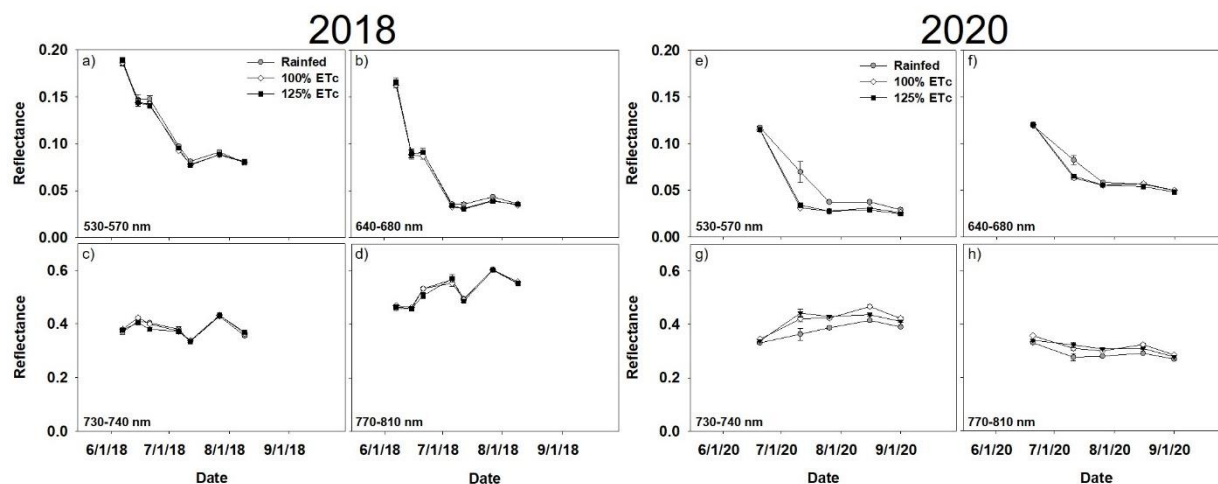 2018
2020
a)
b)
e)
f)
Rainfed
100% ETc
125% ETc
Rainfed
100% ETc
125% ETc
0.20
0.15
0.10
0.05
0.00
Reflectance
530-570 nm
640-680 nm
0.20
0.15
0.10
0.05
0.00
Reflectance
530-570 nm
640-680 nm
c)
d)
g)
h)
0.6
0.4
0.2
0.0
Reflectance
730-740 nm
770-810 nm
0.6
0.4
0.2
0.0
Reflectance
730-740 nm
770-810 nm
6/1/18 7/1/18 8/1/18 9/1/18
6/1/18 7/1/18 8/1/18 9/1/18
6/1/20 7/1/20 8/1/20 9/1/20
6/1/20 7/1/20 8/1/20 9/1/20
Date
Date
Date
Date